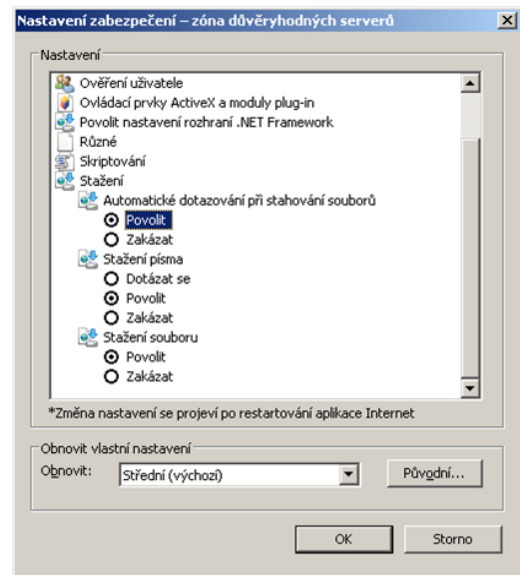 Nastavení zabezpečení – zóna důvěryhodných serverů
Nastavení
Ověření uživatele
Ovládací prvky ActiveX a moduly plug-in
Povolit nastavení rozhraní .NET Framework
Různé
Skriptování
Stažení
Automatické dotazování při stahování souborů
Povolit
Zakázat
Stažení písma
Dotázat se
Povolit
Zakázat
Stažení souboru
Povolit
Zakázat
*Změna nastavení se projeví po restartování aplikace Internet
Obnovit vlastní nastavení
Obnovit: Střední (výchozí) Původní...
OK Storno